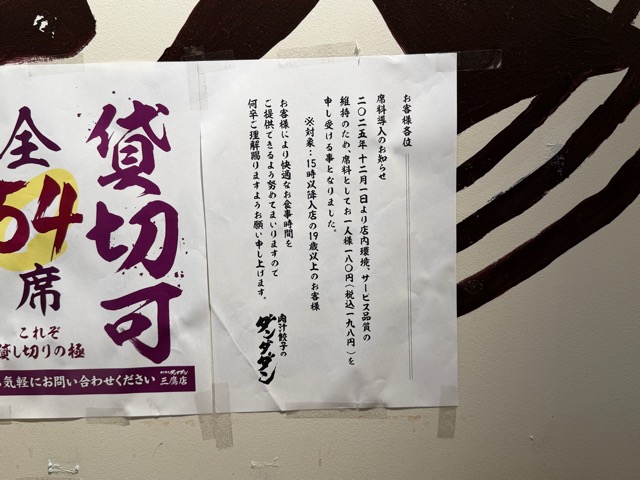 お客様各位
席料導入のお知らせ
二〇二五年 十二月一日より店内環境、サービス品質の
維持のため、席料としてお一人様一八〇円(税込一九八円)を
申し受ける事となりました。
※対象：15時以降入店の19歳以上のお客様
お客様により快適なお食事時間を
ご提供できるよう努めてまいりますので
何卒ご理解賜りますようお願い申し上げます。
肉汁餃子の
ダンダダン
貸切可
全
54
席
これぞ
貸し切りの極
気軽にお問い合わせください
三鷹店